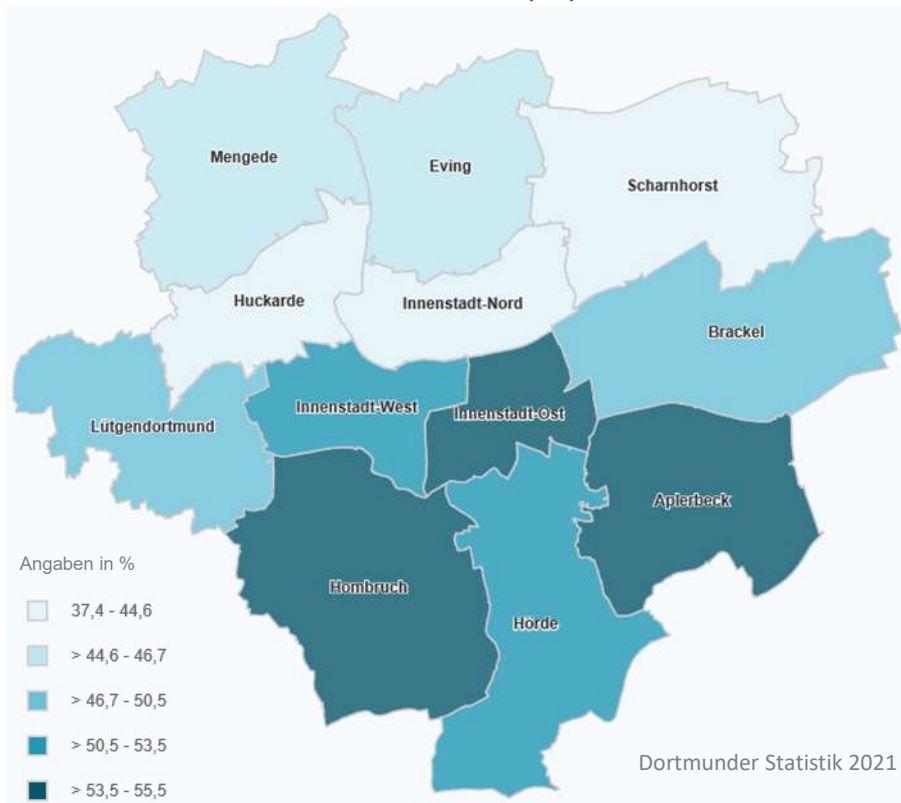 Mengede
Eving
Scharnhorst
Huckarde
Innenstadt-Nord
Brackel
Lütgendortmund
Innenstadt-West
Innenstadt-Ost
Aplerbeck
Hombruch
Hörde
Angaben in %
37,4 - 44,6
> 44,6 - 46,7
> 46,7 - 50,5
> 50,5 - 53,5
> 53,5 - 55,5
Dortmunder Statistik 2021